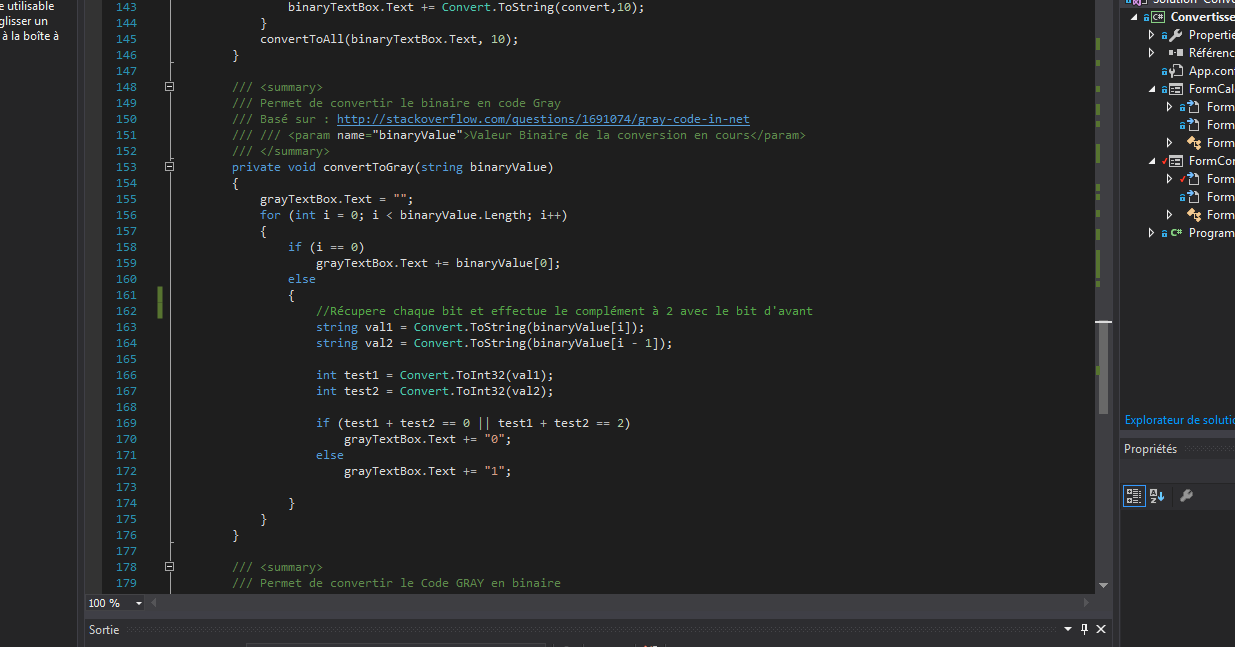 e utilisable
glisser un
à la boîte à
143 binaryTextBox.Text += Convert.ToString(convert,10);
144 }
145 convertToAll(binaryTextBox.Text, 10);
146 }
147
148 /// <summary>
149 /// Permet de convertir le binaire en code Gray
150 /// Basé sur : http://stackoverflow.com/questions/1691074/gray-code-in-net
151 /// /// <param name="binaryValue">Valeur Binaire de la conversion en cours</param>
152 /// </summary>
153 private void convertToGray(string binaryValue)
154 {
155 grayTextBox.Text = "";
156 for (int i = 0; i < binaryValue.Length; i++)
157 {
158 if (i == 0)
159 grayTextBox.Text += binaryValue[0];
160 else
161 {
162 //Récupere chaque bit et effectue le complément à 2 avec le bit d'avant
163 string val1 = Convert.ToString(binaryValue[i]);
164 string val2 = Convert.ToString(binaryValue[i - 1]);
165
166 int test1 = Convert.ToInt32(val1);
167 int test2 = Convert.ToInt32(val2);
168
169 if (test1 + test2 == 0 || test1 + test2 == 2)
170 grayTextBox.Text += "0";
171 else
172 grayTextBox.Text += "1";
173
174 }
175 }
176 }
177
178 /// <summary>
179 /// Permet de convertir le Code GRAY en binaire
100 %
Sortie
C# Convertisse
Propertie
Référenc
App.con
FormCal
Form
Form
Form
FormCor
Form
Form
Form
C# Program
Explorateur de soluti
Propriétés